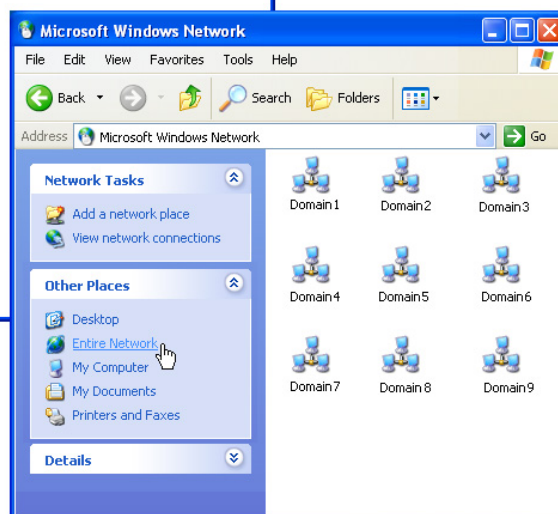 Microsoft Windows Network
File Edit View Favorites Tools Help
Back Search Folders
Address Microsoft Windows Network Go
Network Tasks
Add a network place
View network connections
Other Places
Desktop
Entire Network
My Computer
My Documents
Printers and Faxes
Details
Domain1 Domain2 Domain3
Domain4 Domain5 Domain6
Domain7 Domain8 Domain9